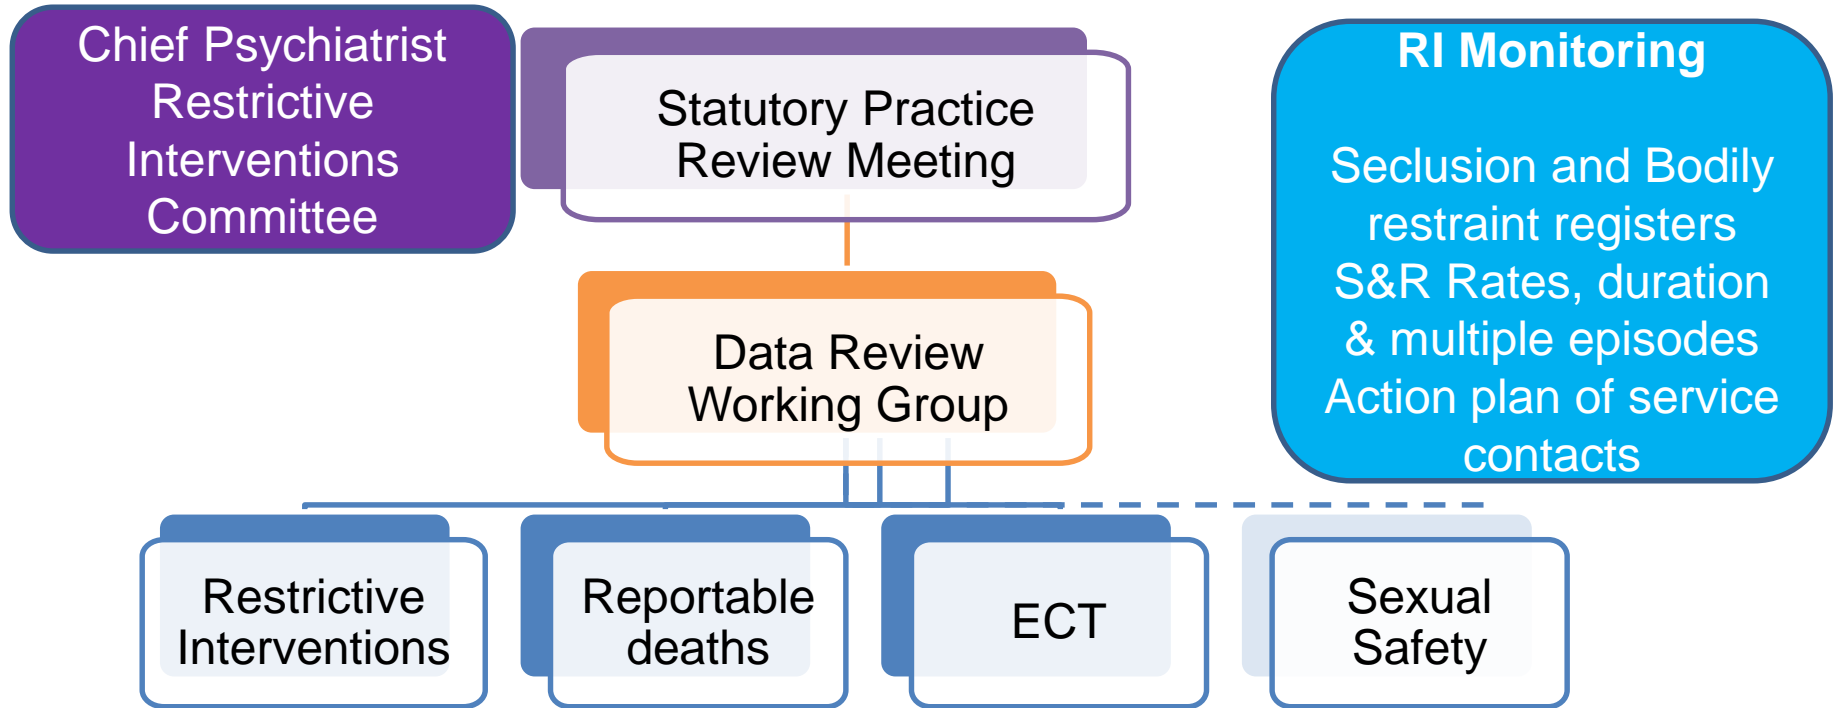 Chief Psychiatrist
Restrictive
Interventions
Committee
Statutory Practice
Review Meeting
RI Monitoring
Seclusion and Bodily
restraint registers
S&R Rates, duration
& multiple episodes
Action plan of service
contacts
Data Review
Working Group
Restrictive
Interventions
Reportable
deaths
ECT
Sexual
Safety